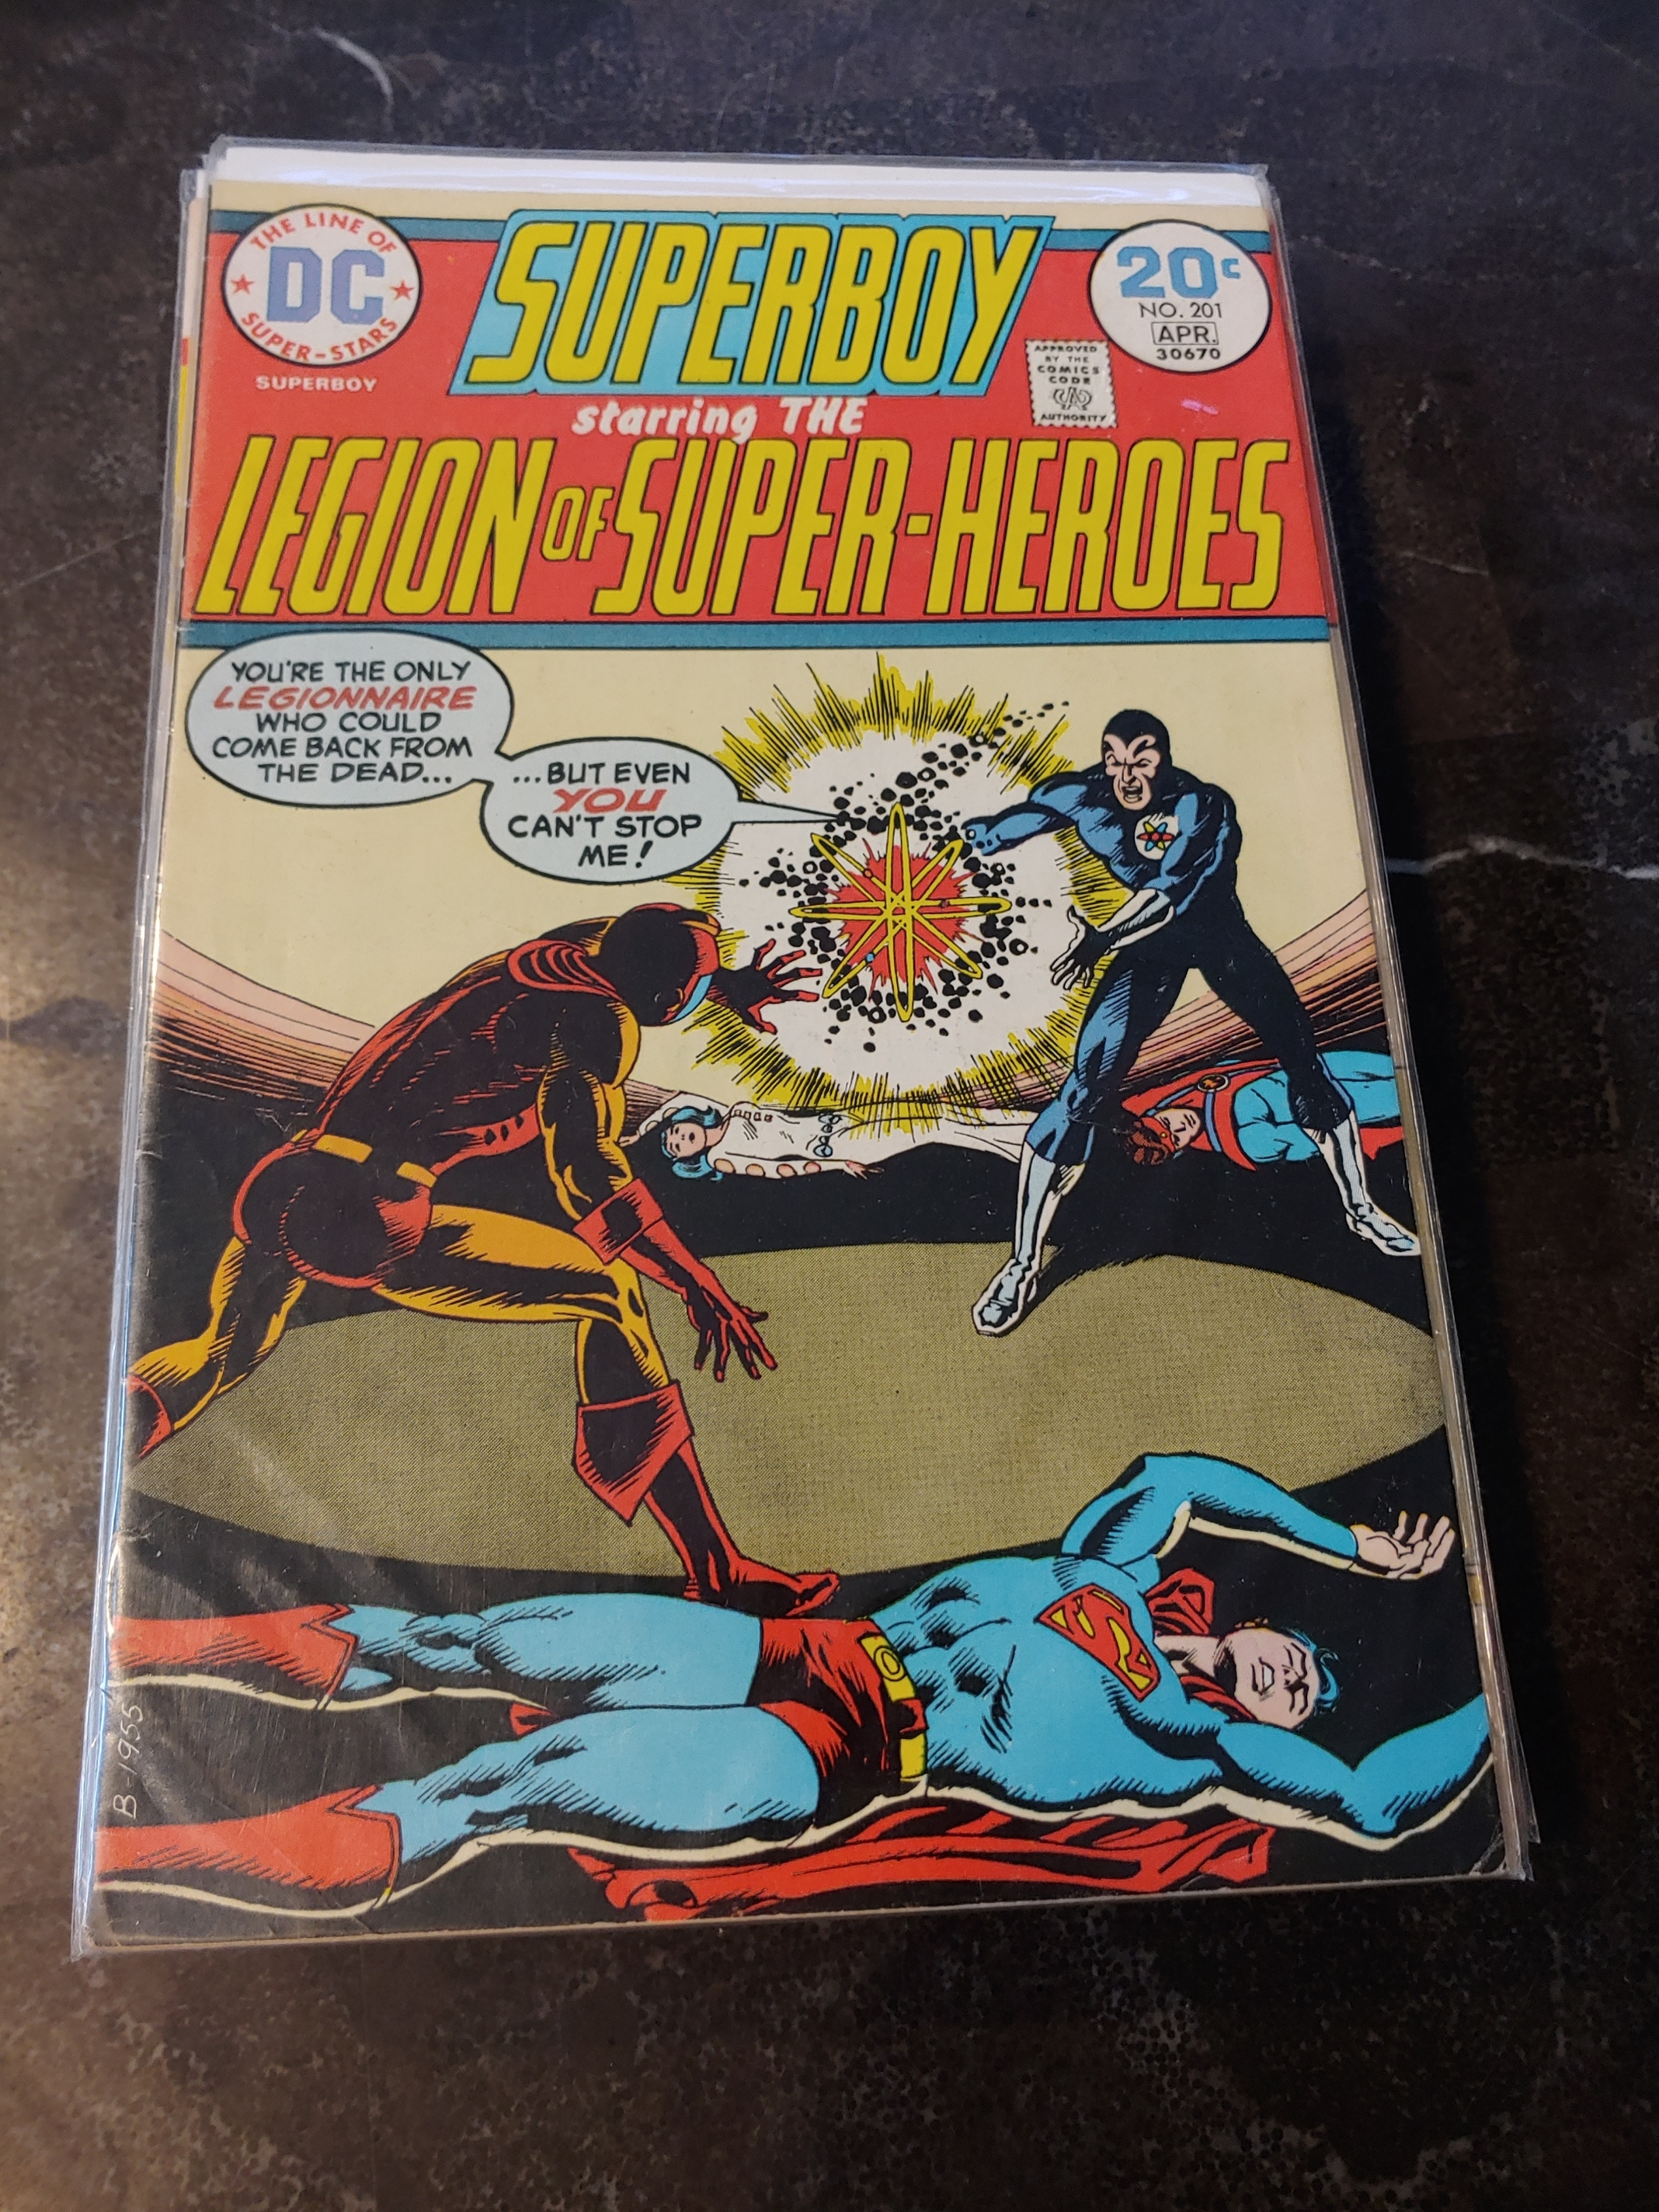 THE LINE OF
DC
SUPER-STARS
SUPERBOY
SUPERBOY
20¢
NO. 201
APR.
30670
APPROVED
BY THE
COMICS
CODE
CA
AUTHORITY
starring THE
LEGION OF SUPER-HEROES
YOU'RE THE ONLY
LEGIONNAIRE
WHO COULD
COME BACK FROM
THE DEAD...
...BUT EVEN
YOU
CAN'T STOP
ME!
S
B-1955